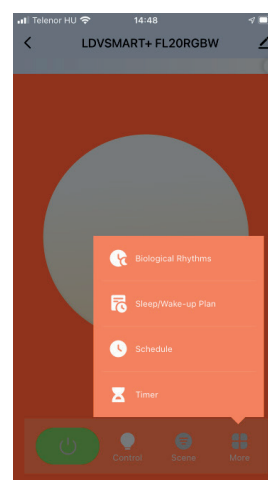 Telenor HU 14:48
LDVSMART+ FL20RGBW
Biological Rhythms
Sleep/Wake-up Plan
Schedule
Timer
Control Scene More